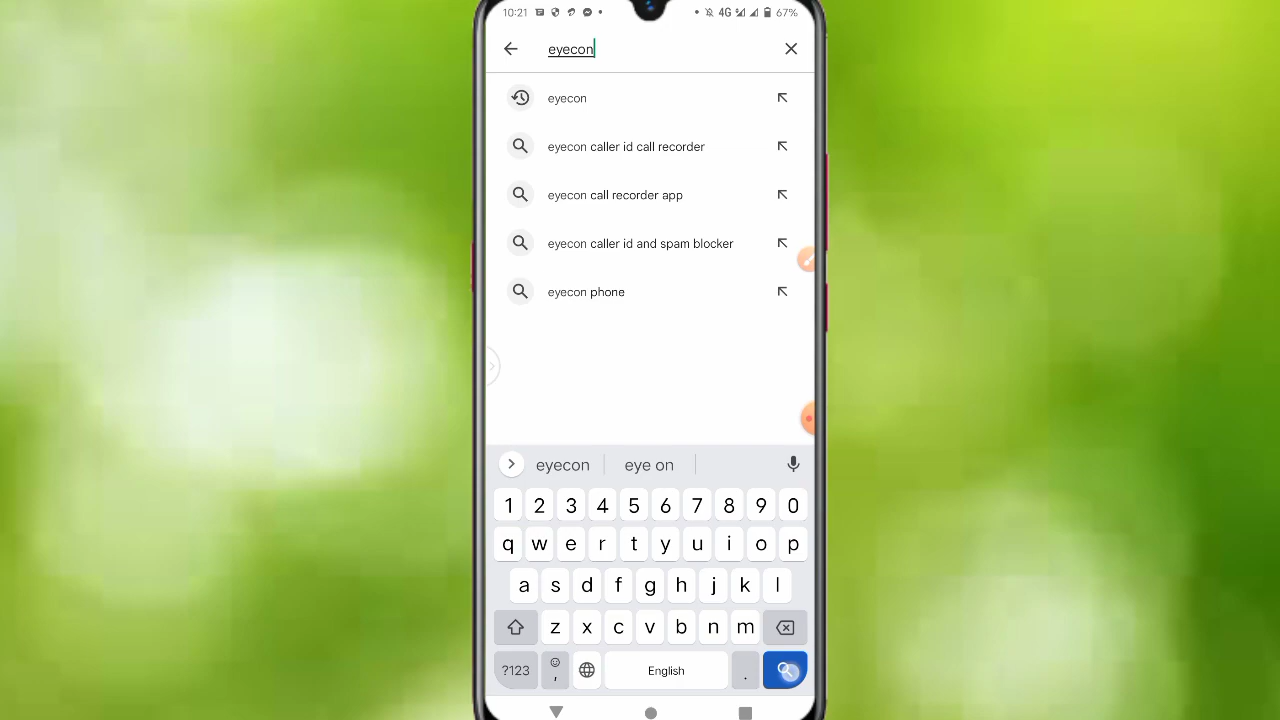 10:21 4G 67%
eyecon
eyecon
eyecon caller id call recorder
eyecon call recorder app
eyecon caller id and spam blocker
eyecon phone
eyecon eye on
1 2 3 4 5 6 7 8 9 0
q w e r t y u i o p
a s d f g h j k l
z x c v b n m
?123 , English .